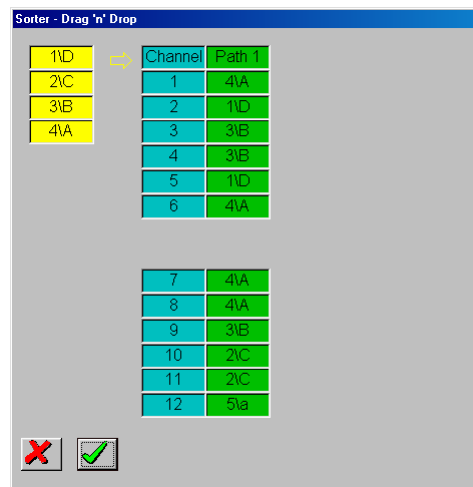 Sorter - Drag 'n' Drop
1\D Channel Path 1
2\C 1 4\A
3\B 2 1\D
4\A 3 3\B
4 3\B
5 1\D
6 4\A
7 4\A
8 4\A
9 3\B
10 2\C
11 2\C
12 5\a